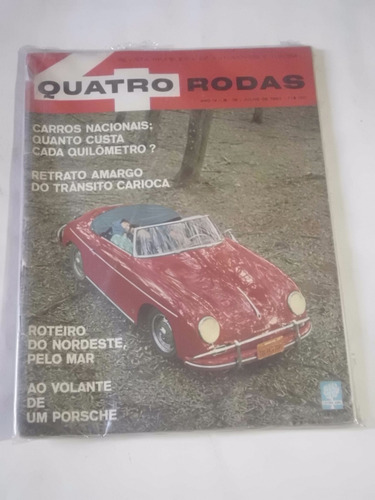 QUATRO RODAS
CARROS NACIONAIS:
QUANTO CUSTA
CADA QUILÔMETRO ?
RETRATO AMARGO
DO TRÂNSITO CARIOCA
ROTEIRO
DO NORDESTE,
PELO MAR
AO VOLANTE
DE
UM PORSCHE